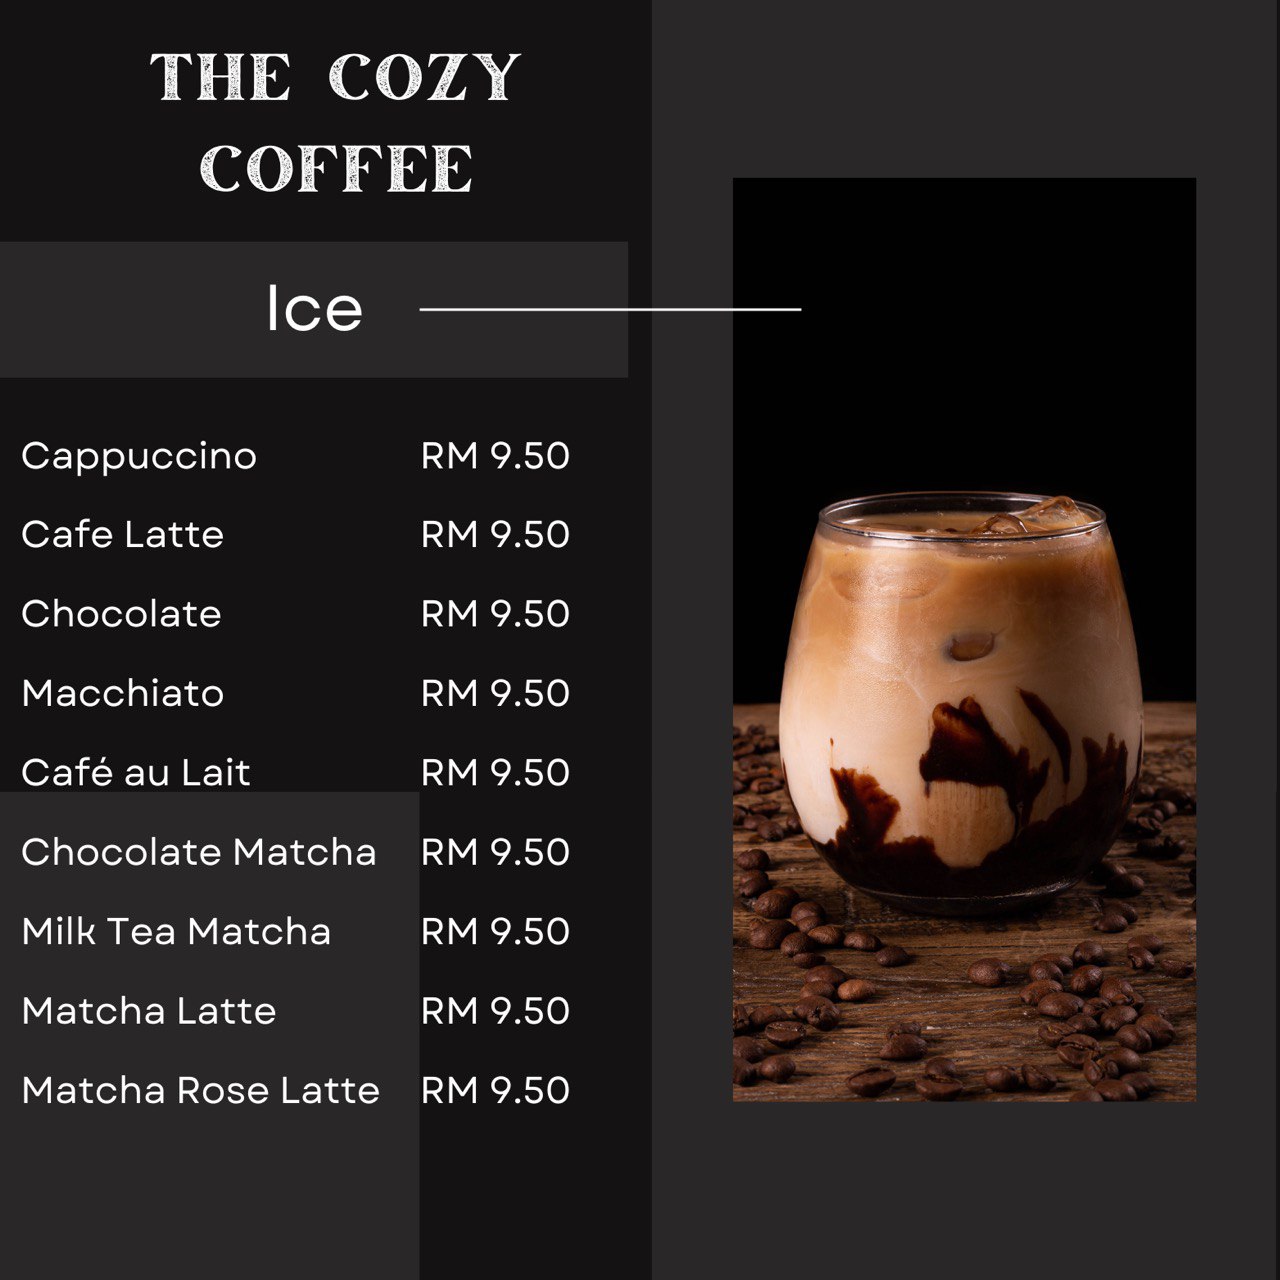 THE COZY
COFFEE
Ice
Cappuccino RM 9.50
Cafe Latte RM 9.50
Chocolate RM 9.50
Macchiato RM 9.50
Café au Lait RM 9.50
Chocolate Matcha RM 9.50
Milk Tea Matcha RM 9.50
Matcha Latte RM 9.50
Matcha Rose Latte RM 9.50